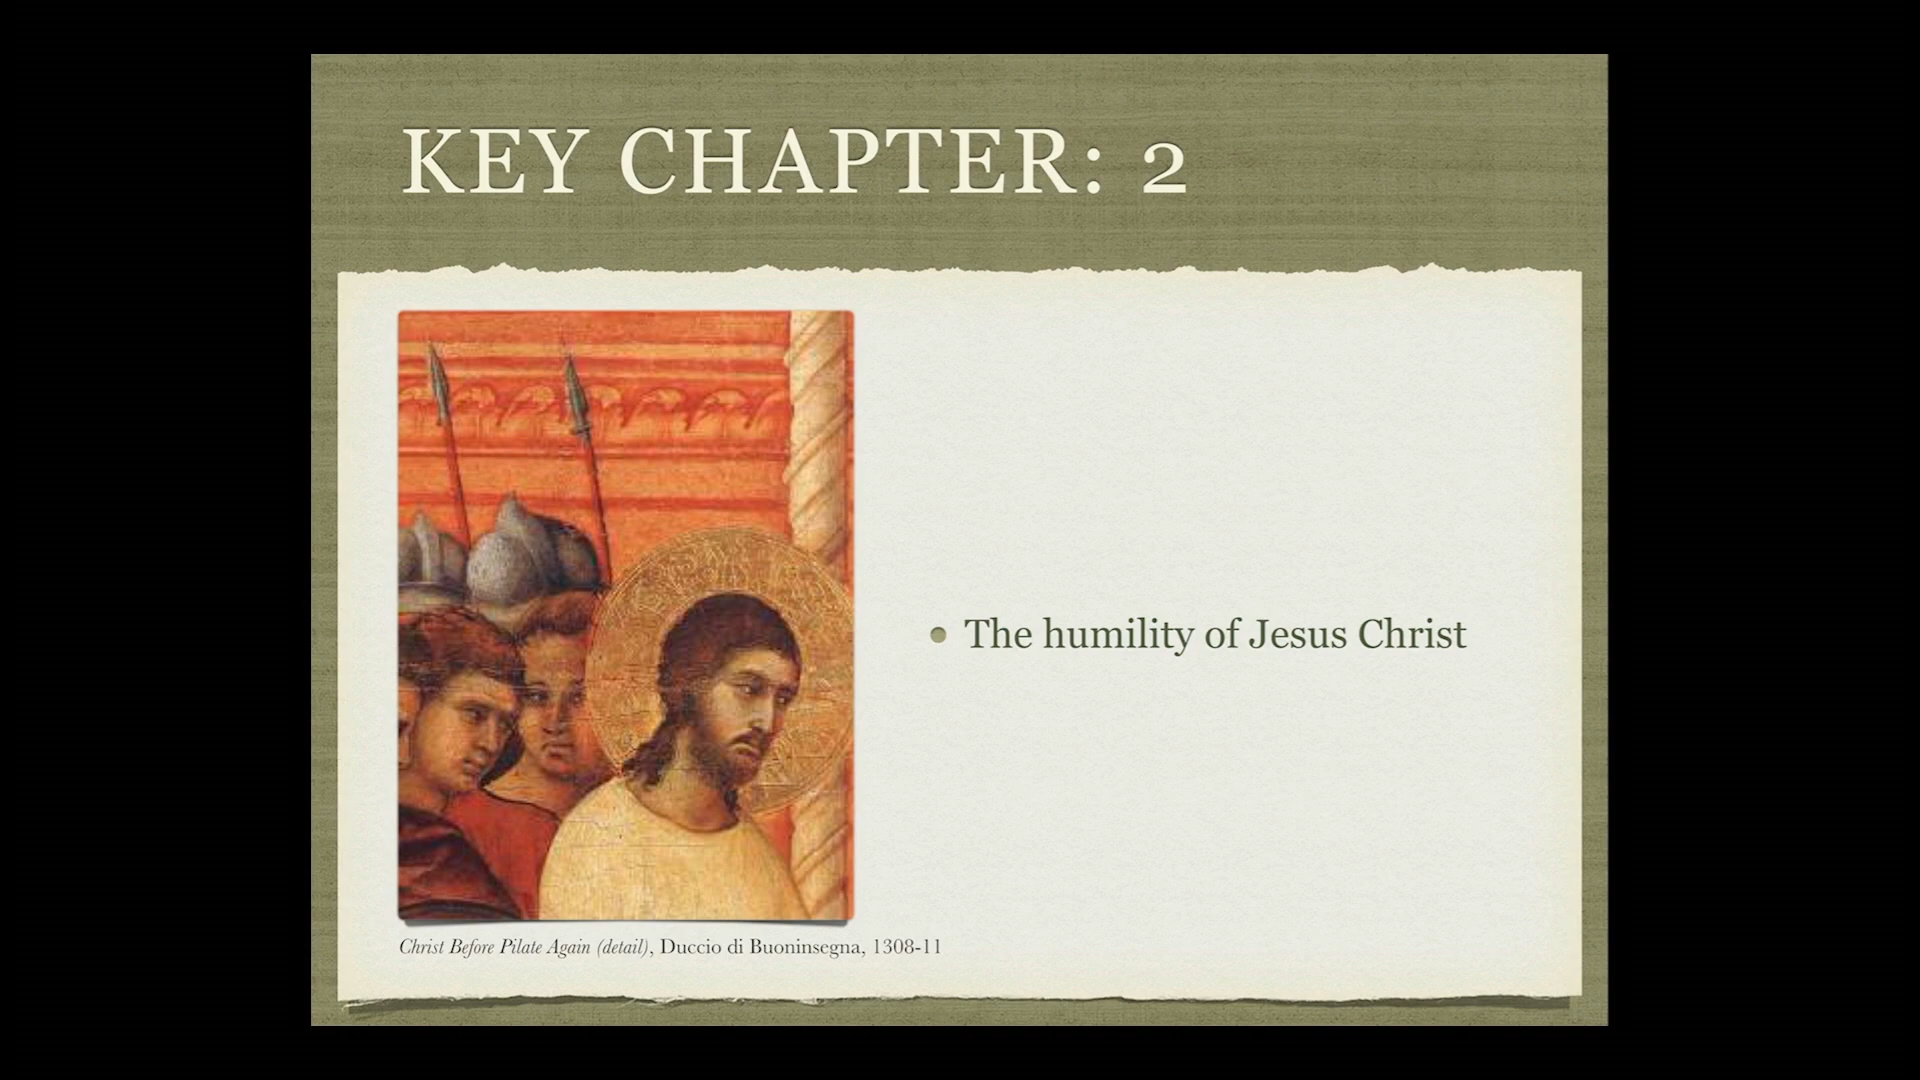 KEY CHAPTER: 2
The humility of Jesus Christ
Christ Before Pilate Again (detail), Duccio di Buoninsegna, 1308-11